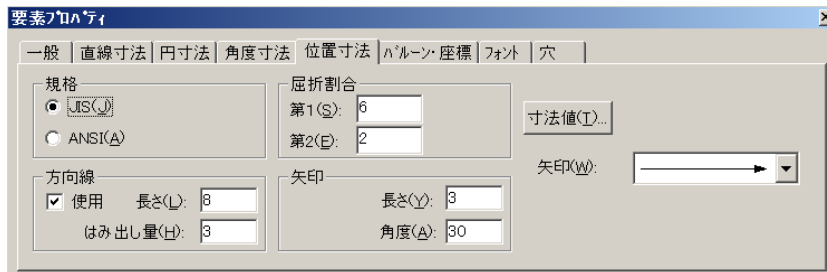 要素ﾌﾟﾛﾊﾟﾃｨ
一般 直線寸法 円寸法 角度寸法 位置寸法 ﾊﾞﾙｰﾝ･座標 ﾌｫﾝﾄ 穴
規格
JIS(J)
ANSI(A)
屈折割合
第1(S): 6
第2(E): 2
寸法値(T)...
矢印(W):
方向線
使用 長さ(L): 8
はみ出し量(H): 3
矢印
長さ(Y): 3
角度(A): 30